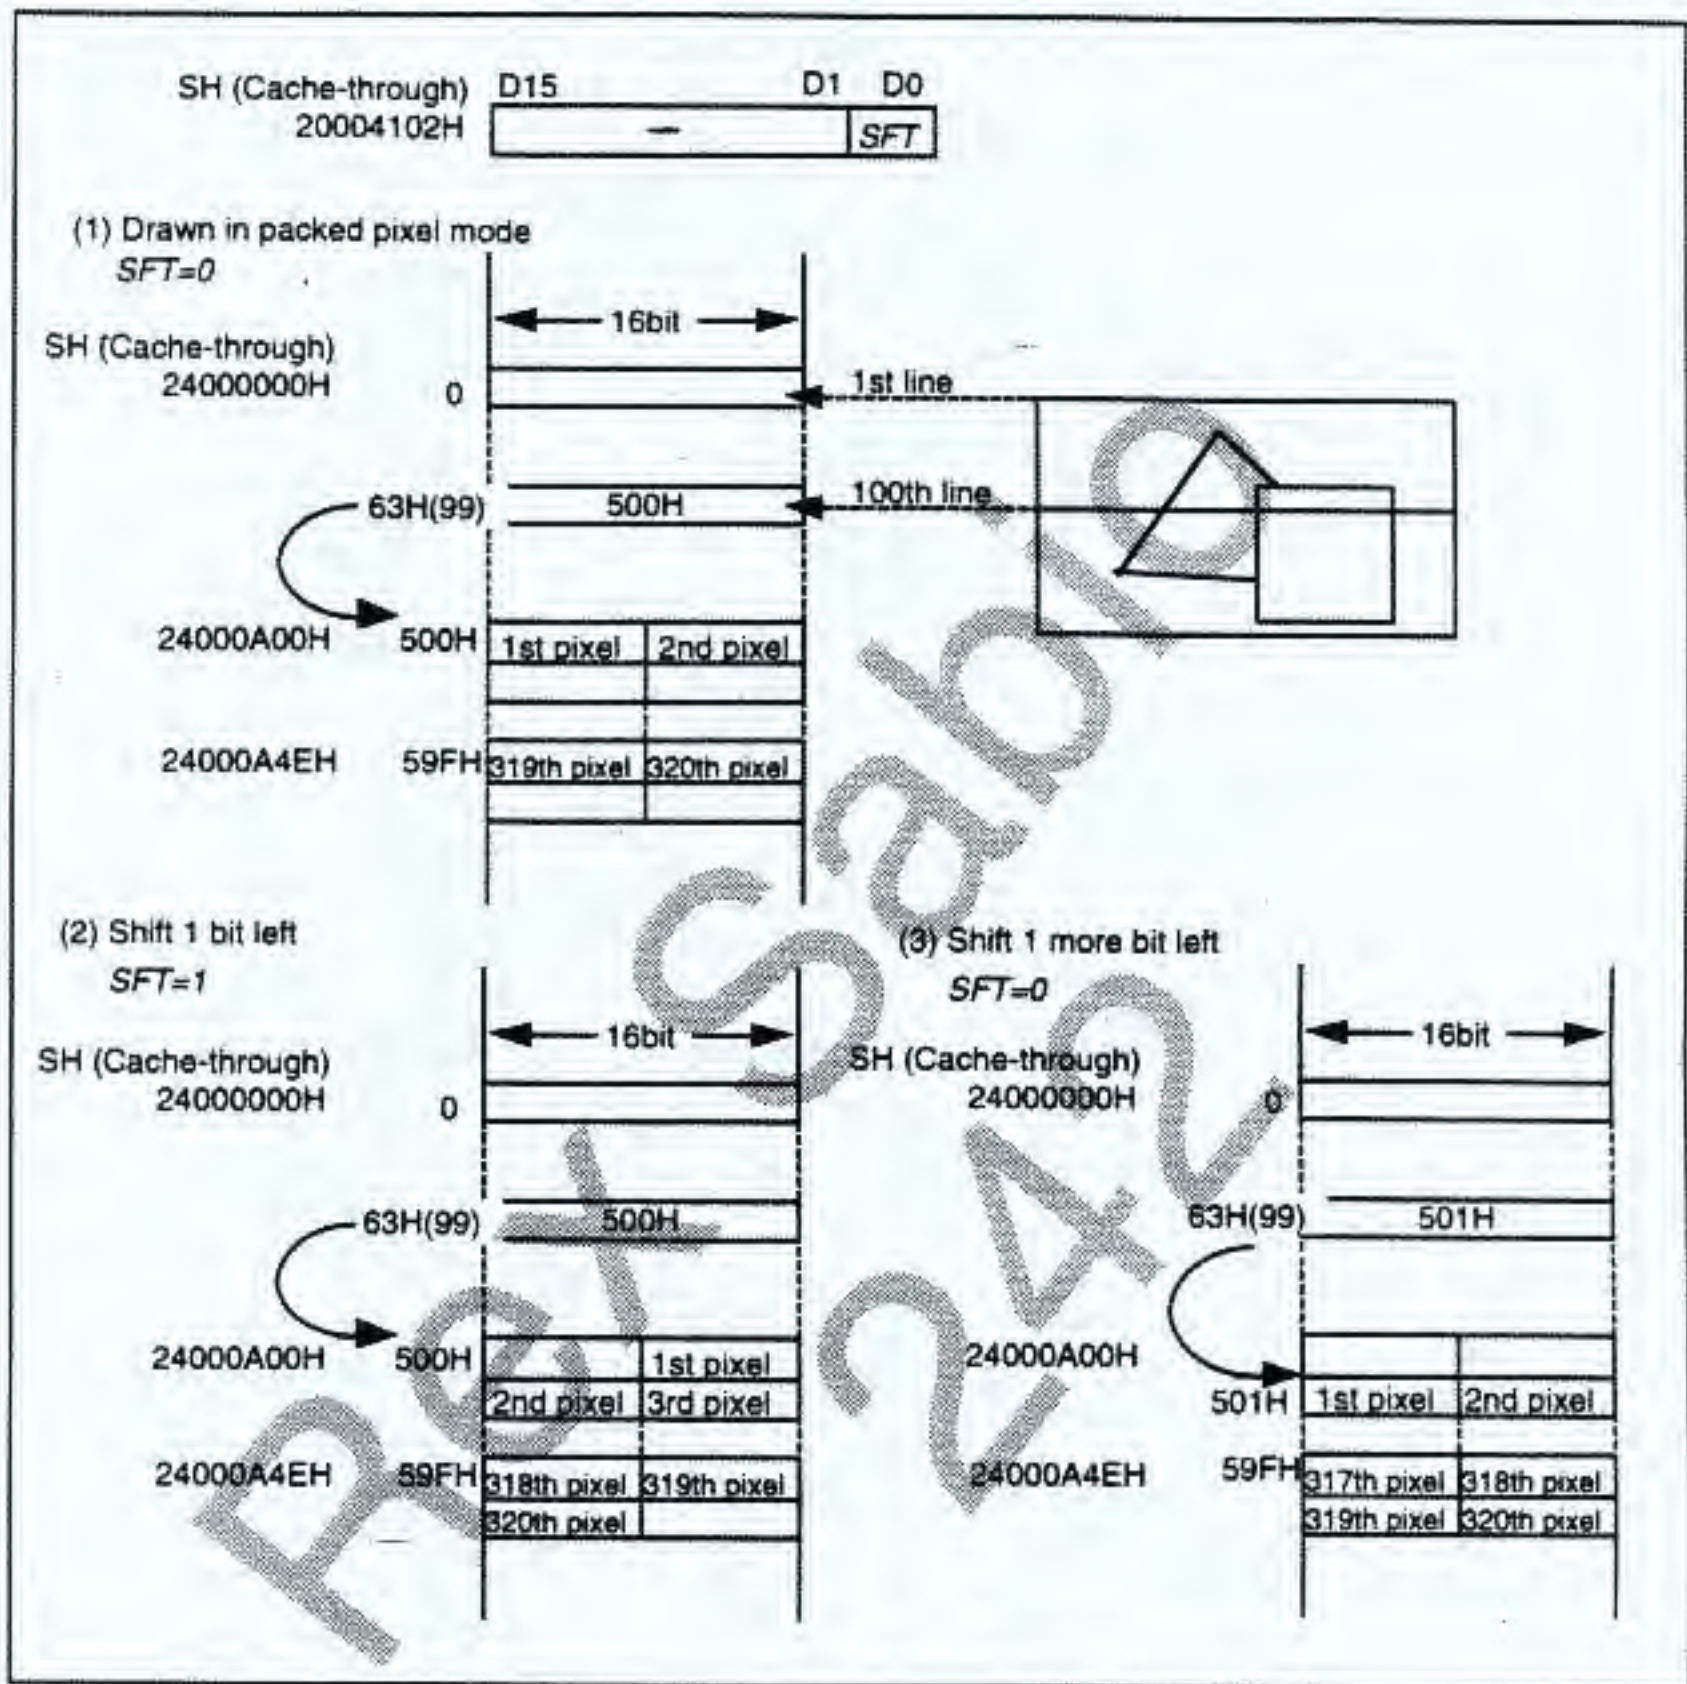 SH (Cache-through) D15 D1 D0
20004102H — SFT
(1) Drawn in packed pixel mode
SFT=0
16bit
SH (Cache-through)
24000000H 0
1st line
63H(99) 500H
100th line
24000A00H 500H 1st pixel 2nd pixel
24000A4EH 59FH 319th pixel 320th pixel
(2) Shift 1 bit left
SFT=1
16bit
SH (Cache-through)
24000000H 0
63H(99) 500H
24000A00H 500H 1st pixel
2nd pixel 3rd pixel
24000A4EH 59FH 318th pixel 319th pixel
320th pixel
(3) Shift 1 more bit left
SFT=0
16bit
SH (Cache-through)
24000000H 0
63H(99) 501H
24000A00H
501H 1st pixel 2nd pixel
24000A4EH 59FH 317th pixel 318th pixel
319th pixel 320th pixel
Rex Sabio
242